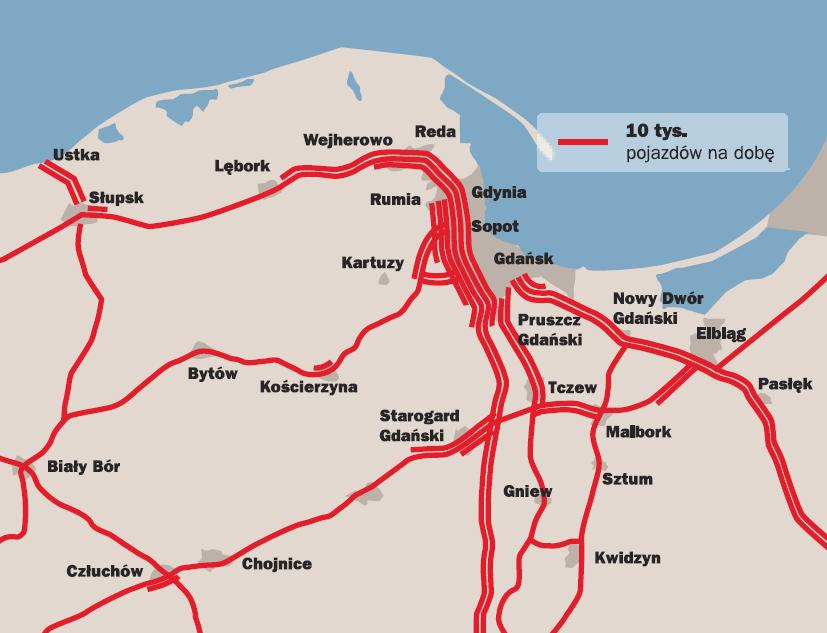 10 tys.
pojazdów na dobę
Reda
Wejherowo
Ustka
Lębork
Słupsk
Rumia
Gdynia
Sopot
Kartuzy
Gdańsk
Nowy Dwór
Gdański
Pruszcz
Gdański
Elbląg
Bytów
Kościerzyna
Tczew
Pasłęk
Starogard
Gdański
Malbork
Biały Bór
Sztum
Gniew
Kwidzyn
Człuchów
Chojnice